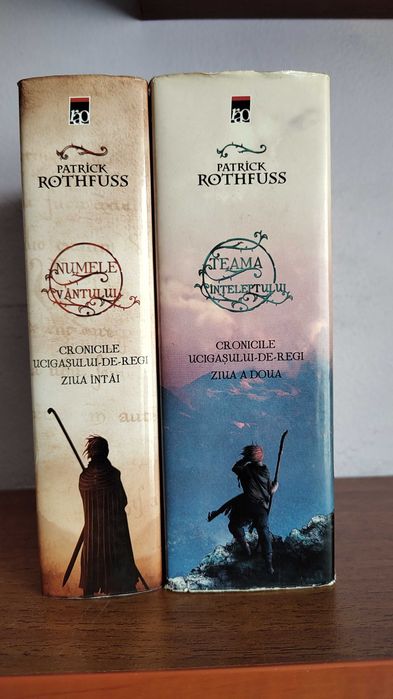 rao
PATRICK
ROTHFUSS
NUMELE
VÂNTULUI
CRONICILE
UCIGAȘULUI-DE-REGI
ZIUA ÎNTÂI
rao
PATRICK
ROTHFUSS
TEAMA
ÎNȚELEPTULUI
CRONICILE
UCIGAȘULUI-DE-REGI
ZIUA A DOUA